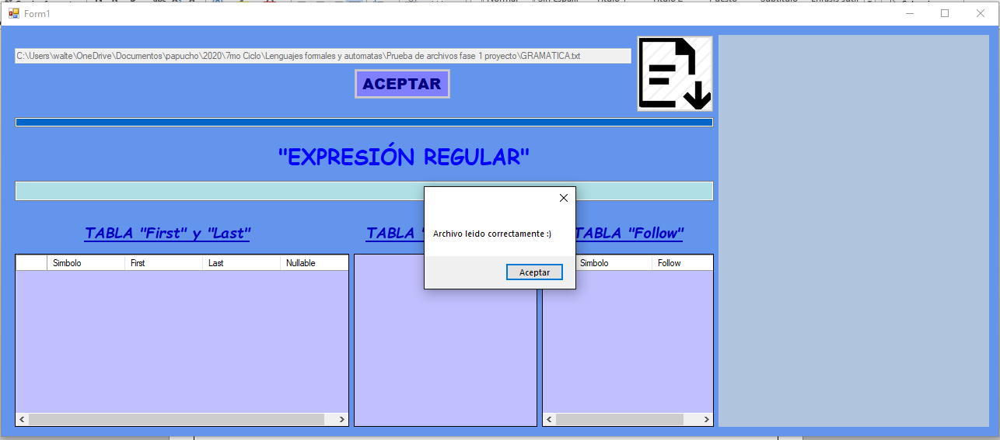 Form1
C:\Users\walte\OneDrive\Documentos\papucho\2020\7mo Ciclo\Lenguajes formales y automatas\Prueba de archivos fase 1 proyecto\GRAMATICA.txt
ACEPTAR
"EXPRESIÓN REGULAR"
Archivo leido correctamente :)
Aceptar
TABLA "First" y "Last"
TABLA "
TABLA "Follow"
Simbolo First Last Nullable
Simbolo Follow